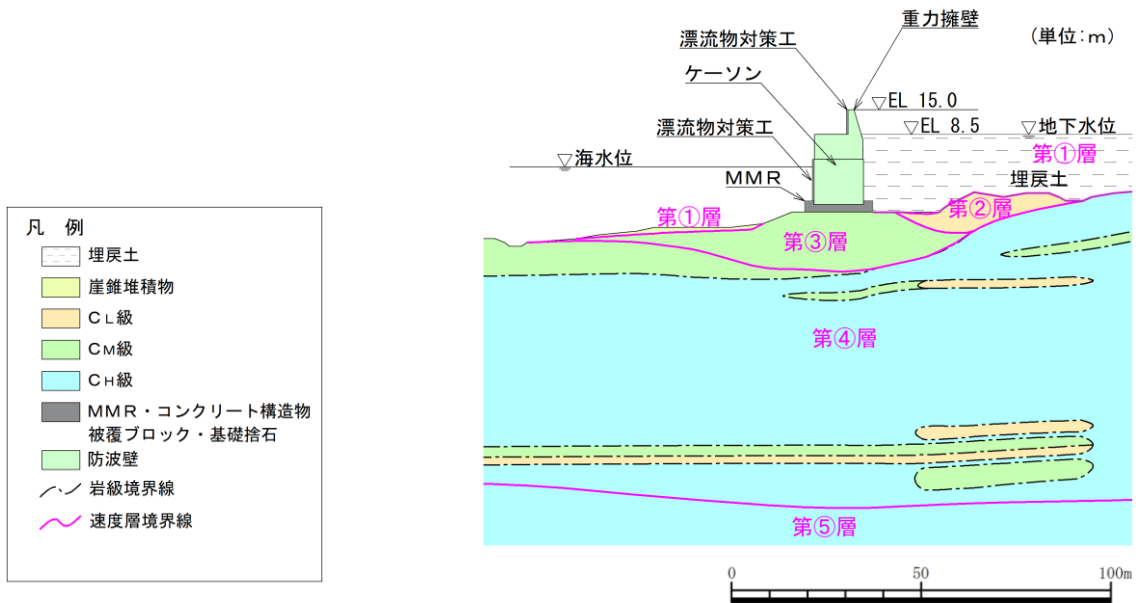 重力擁壁
漂流物対策工
(単位:m)
ケーソン
EL 15.0
EL 8.5
地下水位
漂流物対策工
第①層
海水位
埋戻土
MMR
第②層
第①層
第③層
第④層
第⑤層
凡 例
埋戻土
崖錐堆積物
CL級
CM級
CH級
MMR・コンクリート構造物
被覆ブロック・基礎捨石
防波壁
岩級境界線
速度層境界線
0 50 100m